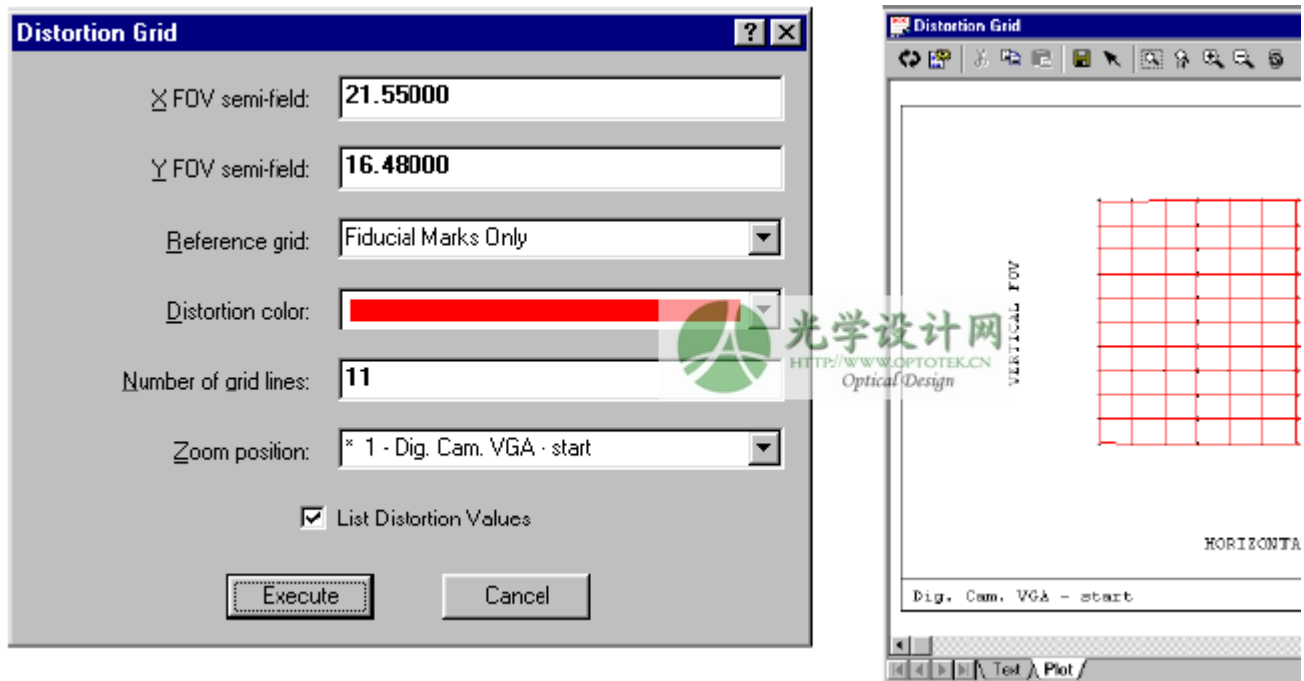 Distortion Grid
X FOV semi-field: 21.55000
Y FOV semi-field: 16.48000
Reference grid: Fiducial Marks Only
Distortion color:
Number of grid lines: 11
Zoom position: * 1 - Dig. Cam. VGA - start
List Distortion Values
Execute Cancel
光学设计网
HTTP://WWW.OPTOTEK.CN
Optical Design
Distortion Grid
VERTICAL FOV
HORIZONTA
Dig. Cam. VGA - start
Text Plot